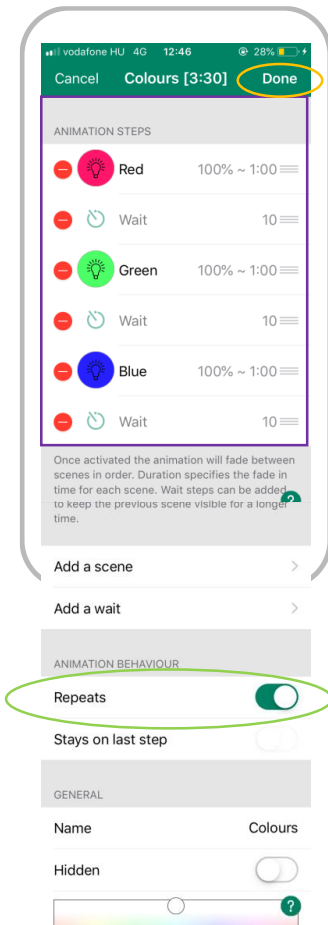 vodafone HU 4G 12:46 28%
Cancel Colours [3:30] Done
ANIMATION STEPS
Red 100% ~ 1:00
Wait 10
Green 100% ~ 1:00
Wait 10
Blue 100% ~ 1:00
Wait 10
Once activated the animation will fade between
scenes in order. Duration specifies the fade in
time for each scene. Wait steps can be added
to keep the previous scene visible for a longer
time.
?
Add a scene
Add a wait
ANIMATION BEHAVIOUR
Repeats
Stays on last step
GENERAL
Name Colours
Hidden
?